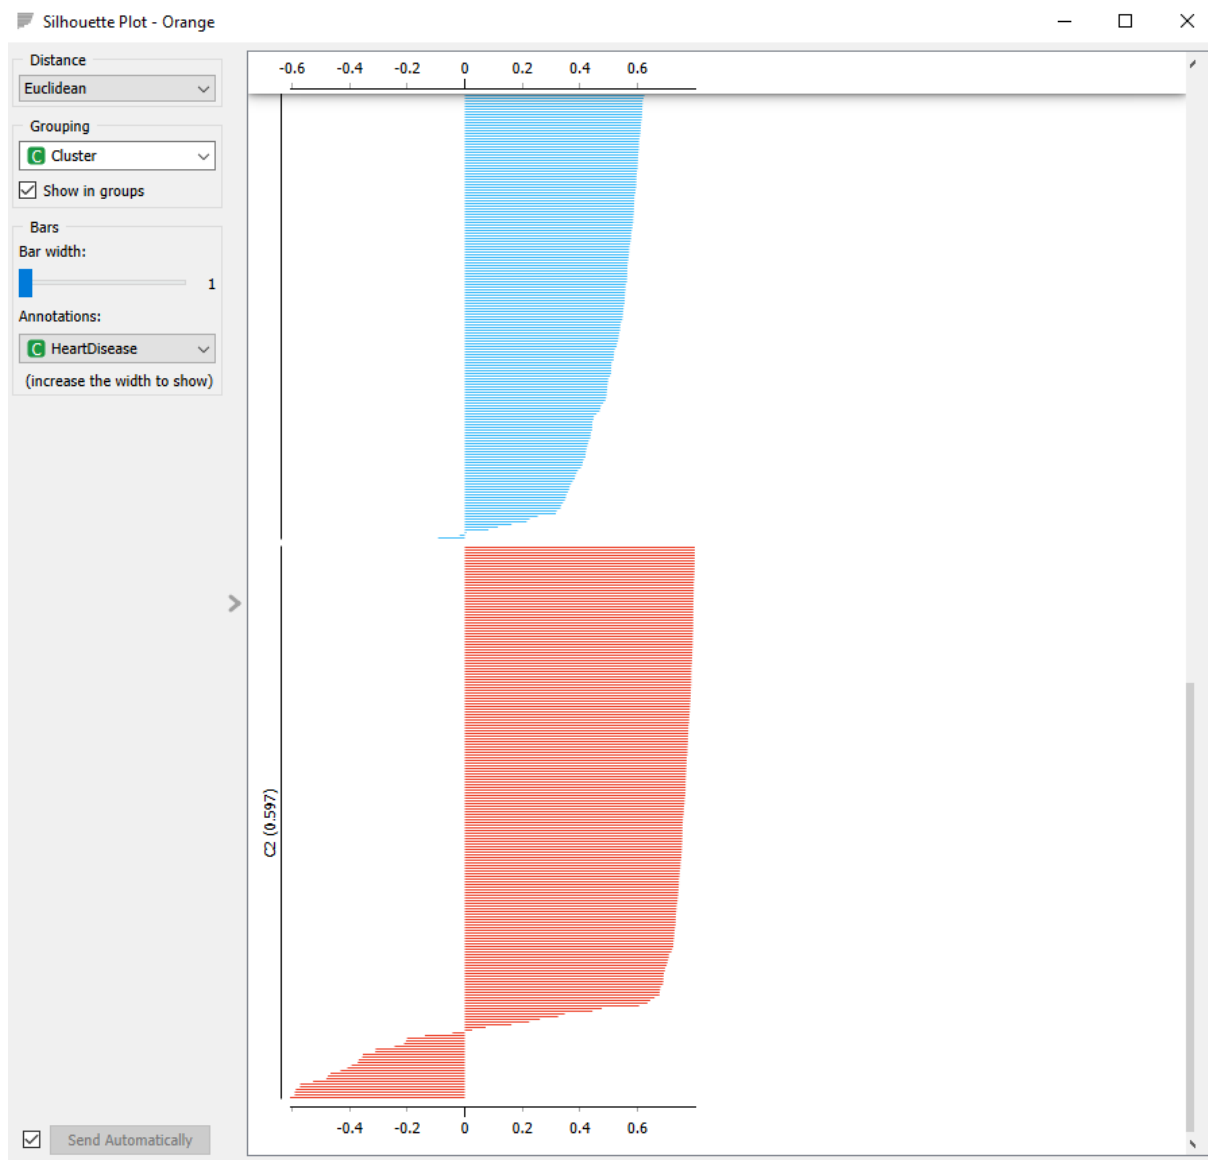 Silhouette Plot - Orange
Distance
Euclidean
Grouping
C Cluster
Show in groups
Bars
Bar width:
1
Annotations:
C HeartDisease
(increase the width to show)
Send Automatically
-0.6 -0.4 -0.2 0 0.2 0.4 0.6
C2 (0.597)
-0.4 -0.2 0 0.2 0.4 0.6